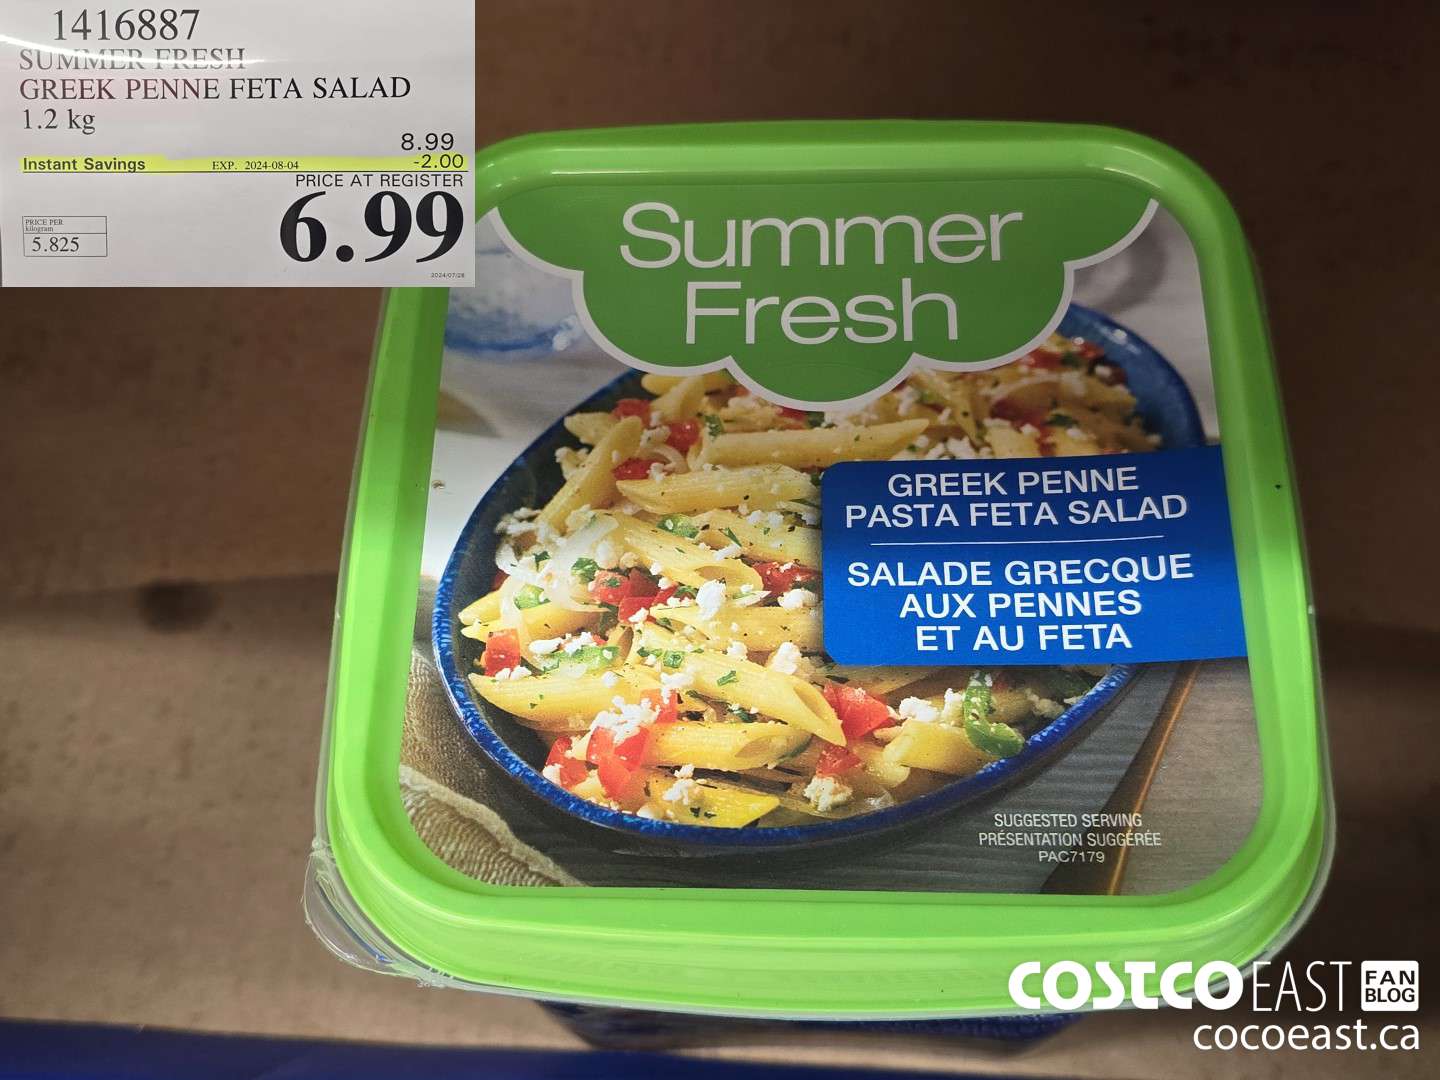 1416887
SUMMER FRESH
GREEK PENNE FETA SALAD
1.2 kg
8.99
Instant Savings EXP. 2024-08-04 -2.00
PRICE AT REGISTER
6.99
PRICE PER
kilogram
5.825
2024/07/28
Summer
Fresh
GREEK PENNE
PASTA FETA SALAD
SALADE GRECQUE
AUX PENNES
ET AU FETA
SUGGESTED SERVING
PRÉSENTATION SUGGÉRÉE
PAC7179
COSTCO EAST FAN BLOG
cocoeast.ca